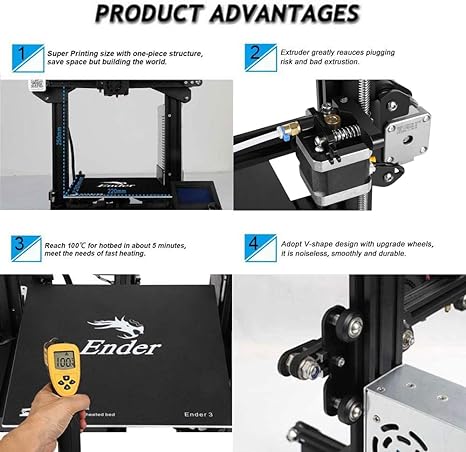 PRODUCT ADVANTAGES
1
Super Printing size with one-piece structure,
save space but building the world.
2
Extruder greatly reauces plugging
risk and bad extrustion.
250mm
Ender
220mm
3
Reach 100℃ for hotbed in about 5 minutes,
meet the needs of fast heating.
4
Adopt V-shape design with upgrade wheels,
it is noiseless, smoothly and durable.
Ender
100
heated bed
Ender 3